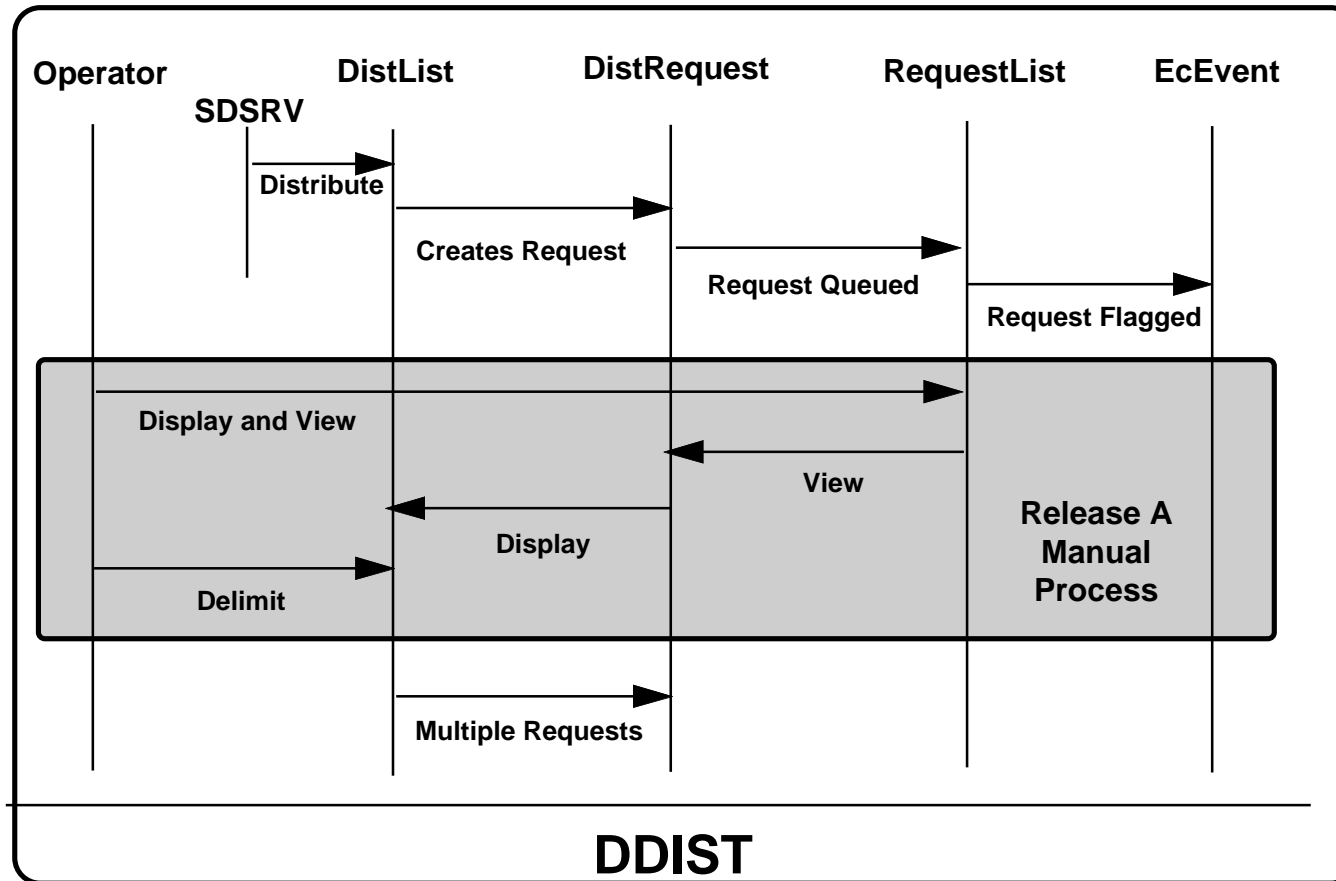 Operator
SDSRV
DistList
DistRequest
RequestList
EcEvent
Distribute
Creates Request
Request Queued
Request Flagged
Display and View
View
Display
Delimit
Release A
Manual
Process
Multiple Requests
DDIST